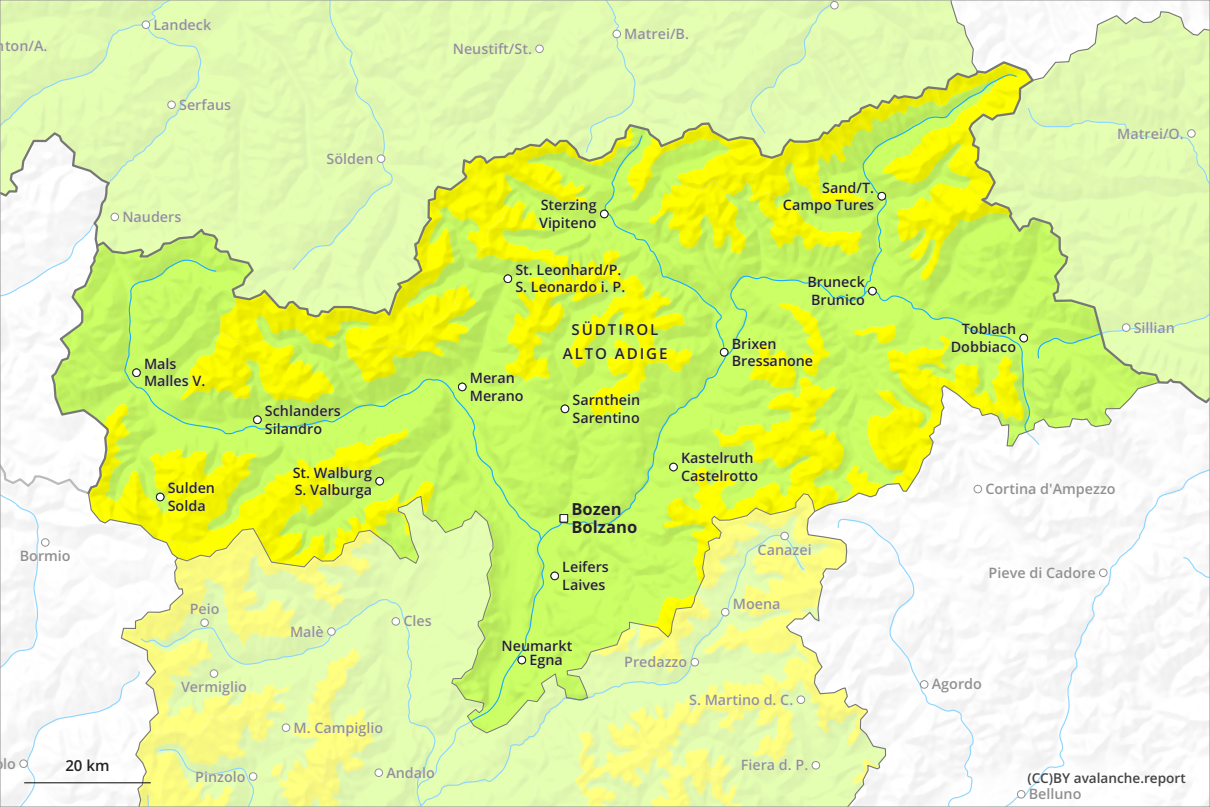 Landeck
Matrei/B.
nton/A.
Neustift/St.
Serfaus
Matrei/O.
Sölden
Sand/T.
Campo Tures
Sterzing
Vipiteno
Nauders
St. Leonhard/P.
S. Leonardo i. P.
Bruneck
Brunico
SÜDTIROL
ALTO ADIGE
Toblach
Dobbiaco
Sillian
Brixen
Bressanone
Mals
Malles V.
Meran
Merano
Sarnthein
Sarentino
Schlanders
Silandro
Kastelruth
Castelrotto
St. Walburg
S. Valburga
Sulden
Solda
Cortina d'Ampezzo
Bozen
Bolzano
Bormio
Canazei
Leifers
Laives
Pieve di Cadore
Peio
Moena
Malè
Cles
Neumarkt
Egna
Predazzo
Vermiglio
Agordo
S. Martino d. C.
M. Campiglio
olo
20 km
Pinzolo
Andalo
Fiera d. P.
(CC)BY avalanche.report
Belluno